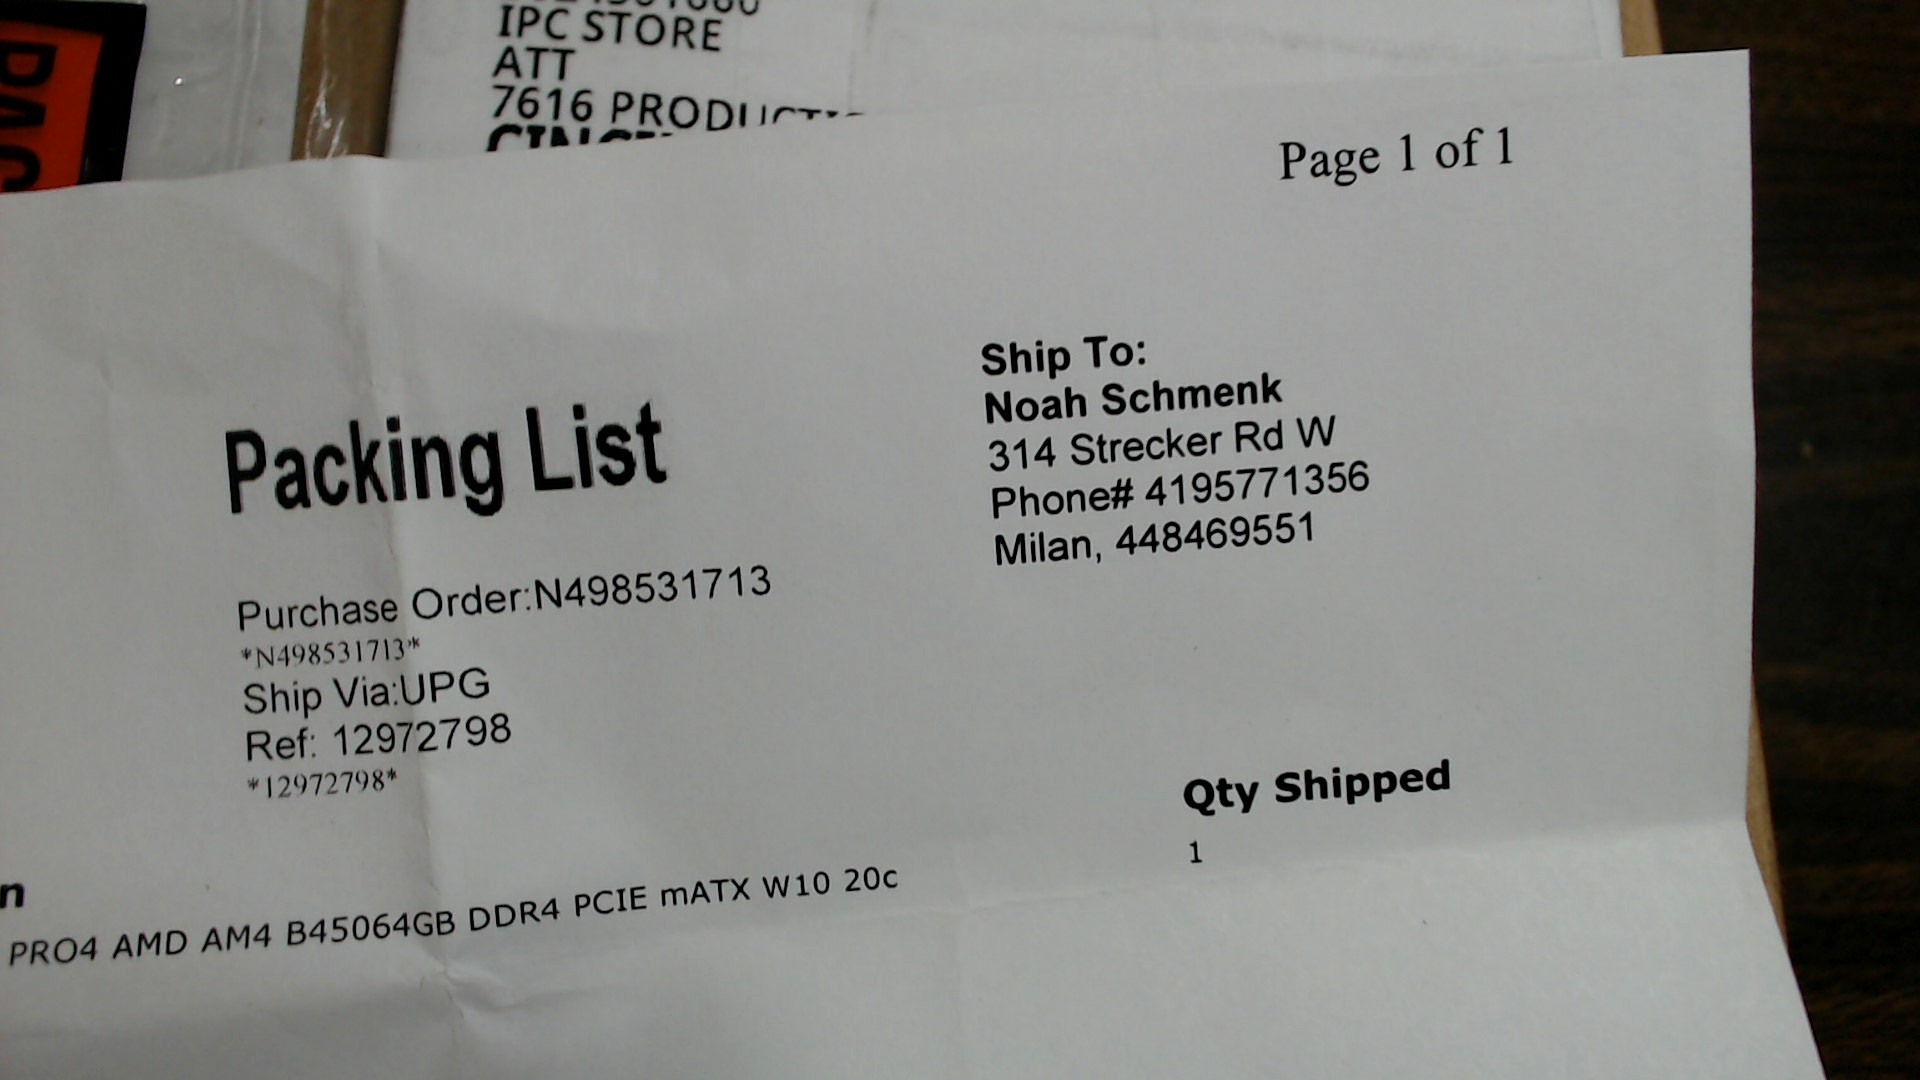 IPC STORE
ATT
7616
Page 1 of 1
Ship To:
Noah Schmenk
314 Strecker Rd W
Phone# 4195771356
Milan, 448469551
Packing List
Purchase Order:N498531713
*N498531713*
Ship Via:UPG
Ref: 12972798
*12972798*
Qty Shipped
1
PRO4 AMD AM4 B45064GB DDR4 PCIE mATX W10 20c